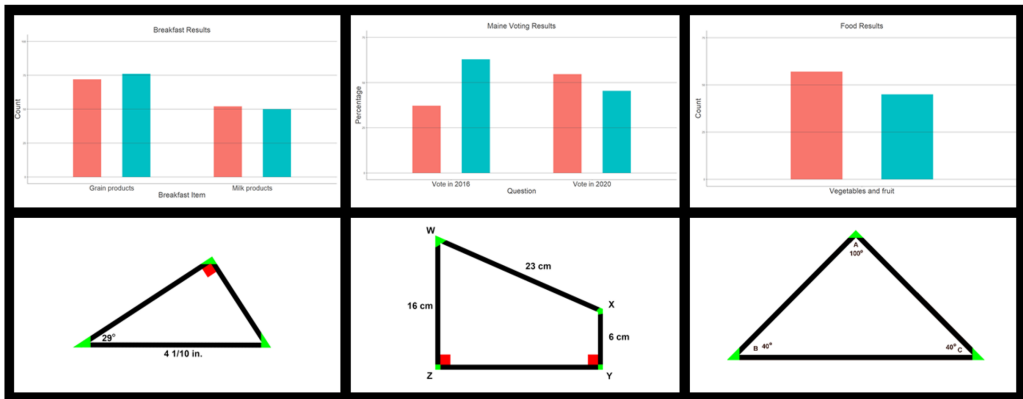 Breakfast Results
Count
Grain products
Milk products
Breakfast Item
Maine Voting Results
Percentage
Vote in 2016
Vote in 2020
Question
Food Results
Count
Vegetables and fruit
29°
4 1/10 in.
W
23 cm
X
16 cm
6 cm
Z
Y
A
100°
B 40°
40° C